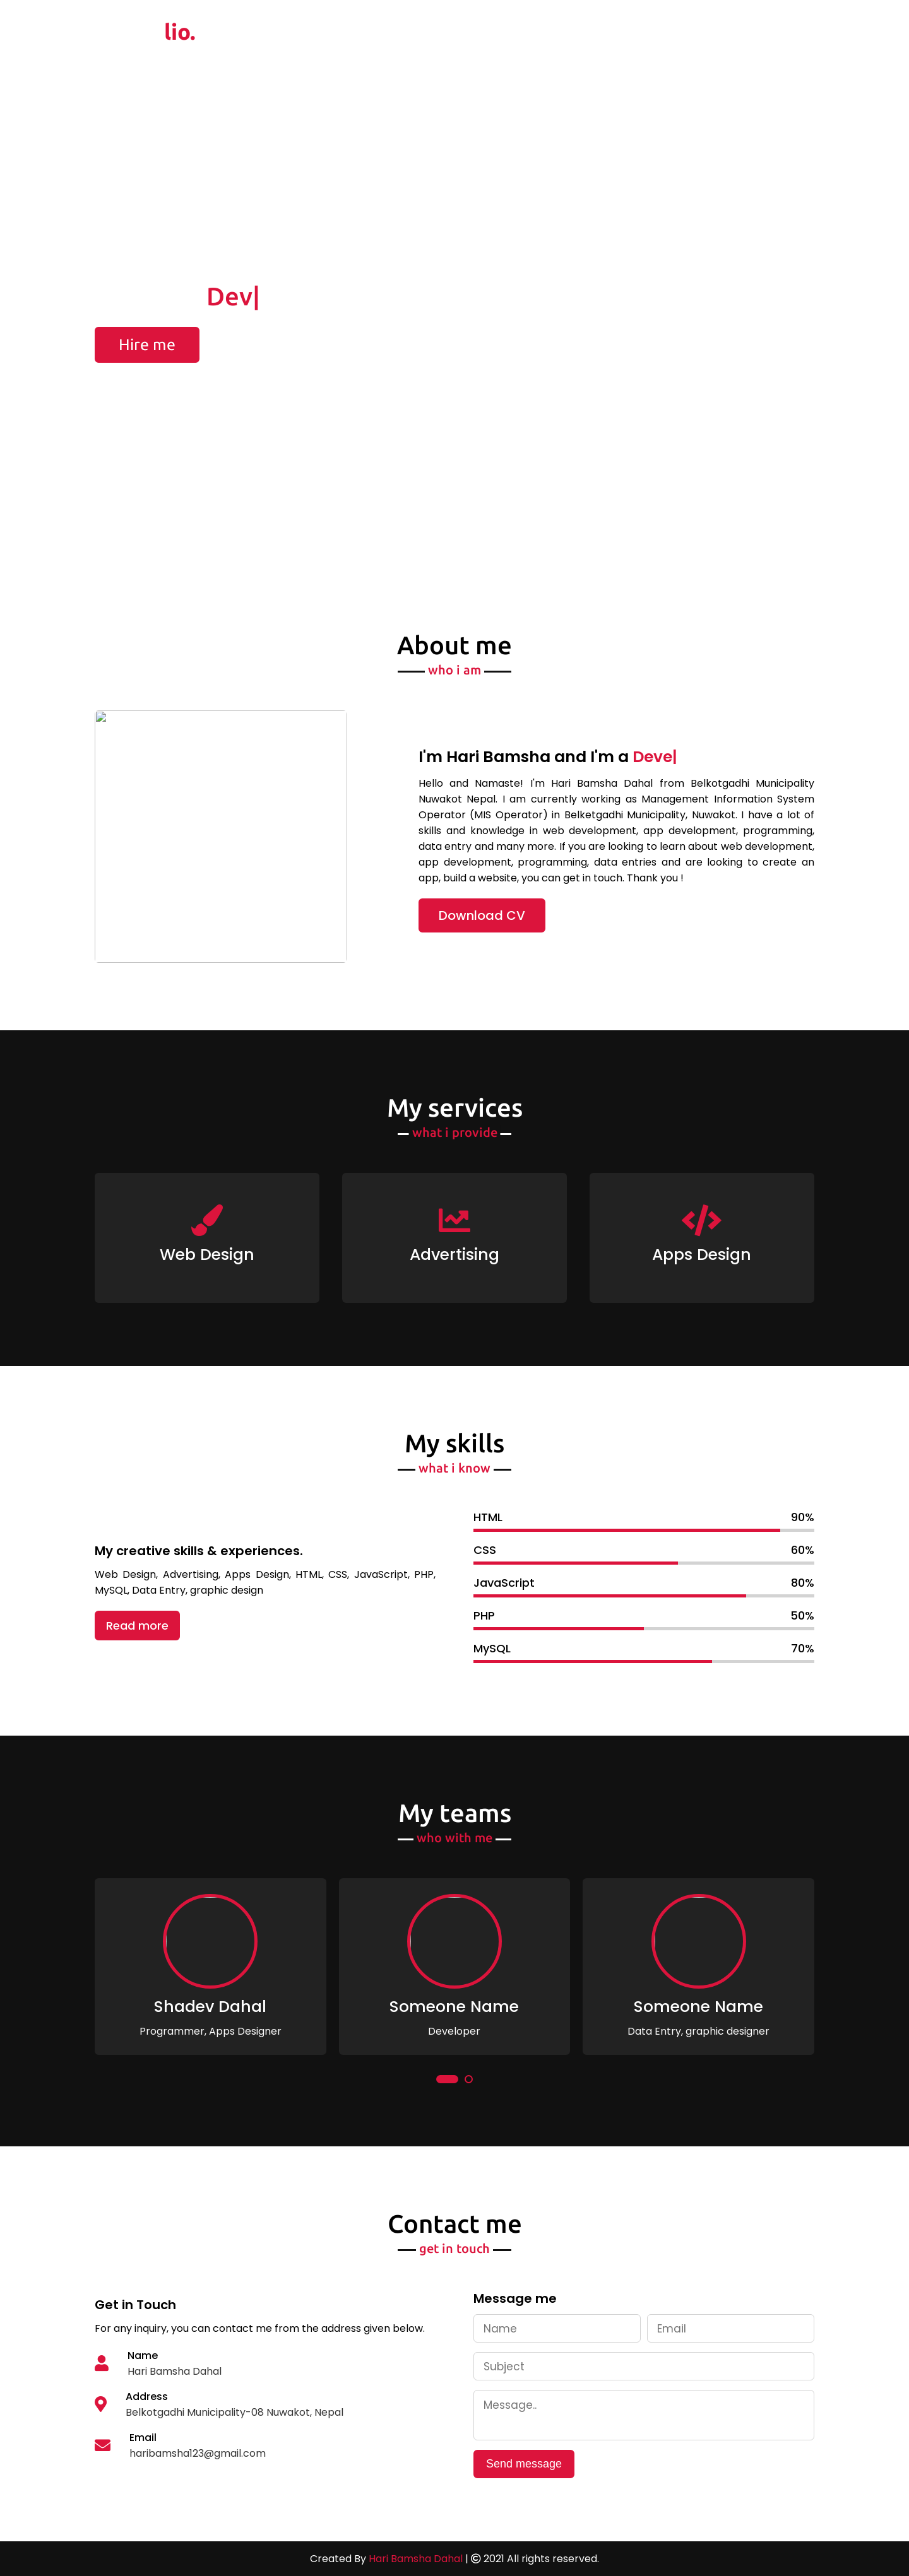 lio.
Dev|
Hire me
About me
who i am
I'm Hari Bamsha and I'm a Deve|
Hello and Namaste! I'm Hari Bamsha Dahal from Belkotgadhi Municipality
Nuwakot Nepal. I am currently working as Management Information System
Operator (MIS Operator) in Belketgadhi Municipality, Nuwakot. I have a lot of
skills and knowledge in web development, app development, programming,
data entry and many more. If you are looking to learn about web development,
app development, programming, data entries and are looking to create an
app, build a website, you can get in touch. Thank you !
Download CV
My services
what i provide
Web Design
Advertising
Apps Design
My skills
what i know
My creative skills & experiences.
Web Design, Advertising, Apps Design, HTML, CSS, JavaScript, PHP,
MySQL, Data Entry, graphic design
Read more
HTML 90%
CSS 60%
JavaScript 80%
PHP 50%
MySQL 70%
My teams
who with me
Shadev Dahal
Programmer, Apps Designer
Someone Name
Developer
Someone Name
Data Entry, graphic designer
Contact me
get in touch
Get in Touch
For any inquiry, you can contact me from the address given below.
Name
Hari Bamsha Dahal
Address
Belkotgadhi Municipality-08 Nuwakot, Nepal
Email
haribamsha123@gmail.com
Message me
Name
Email
Subject
Message..
Send message
Created By Hari Bamsha Dahal | © 2021 All rights reserved.